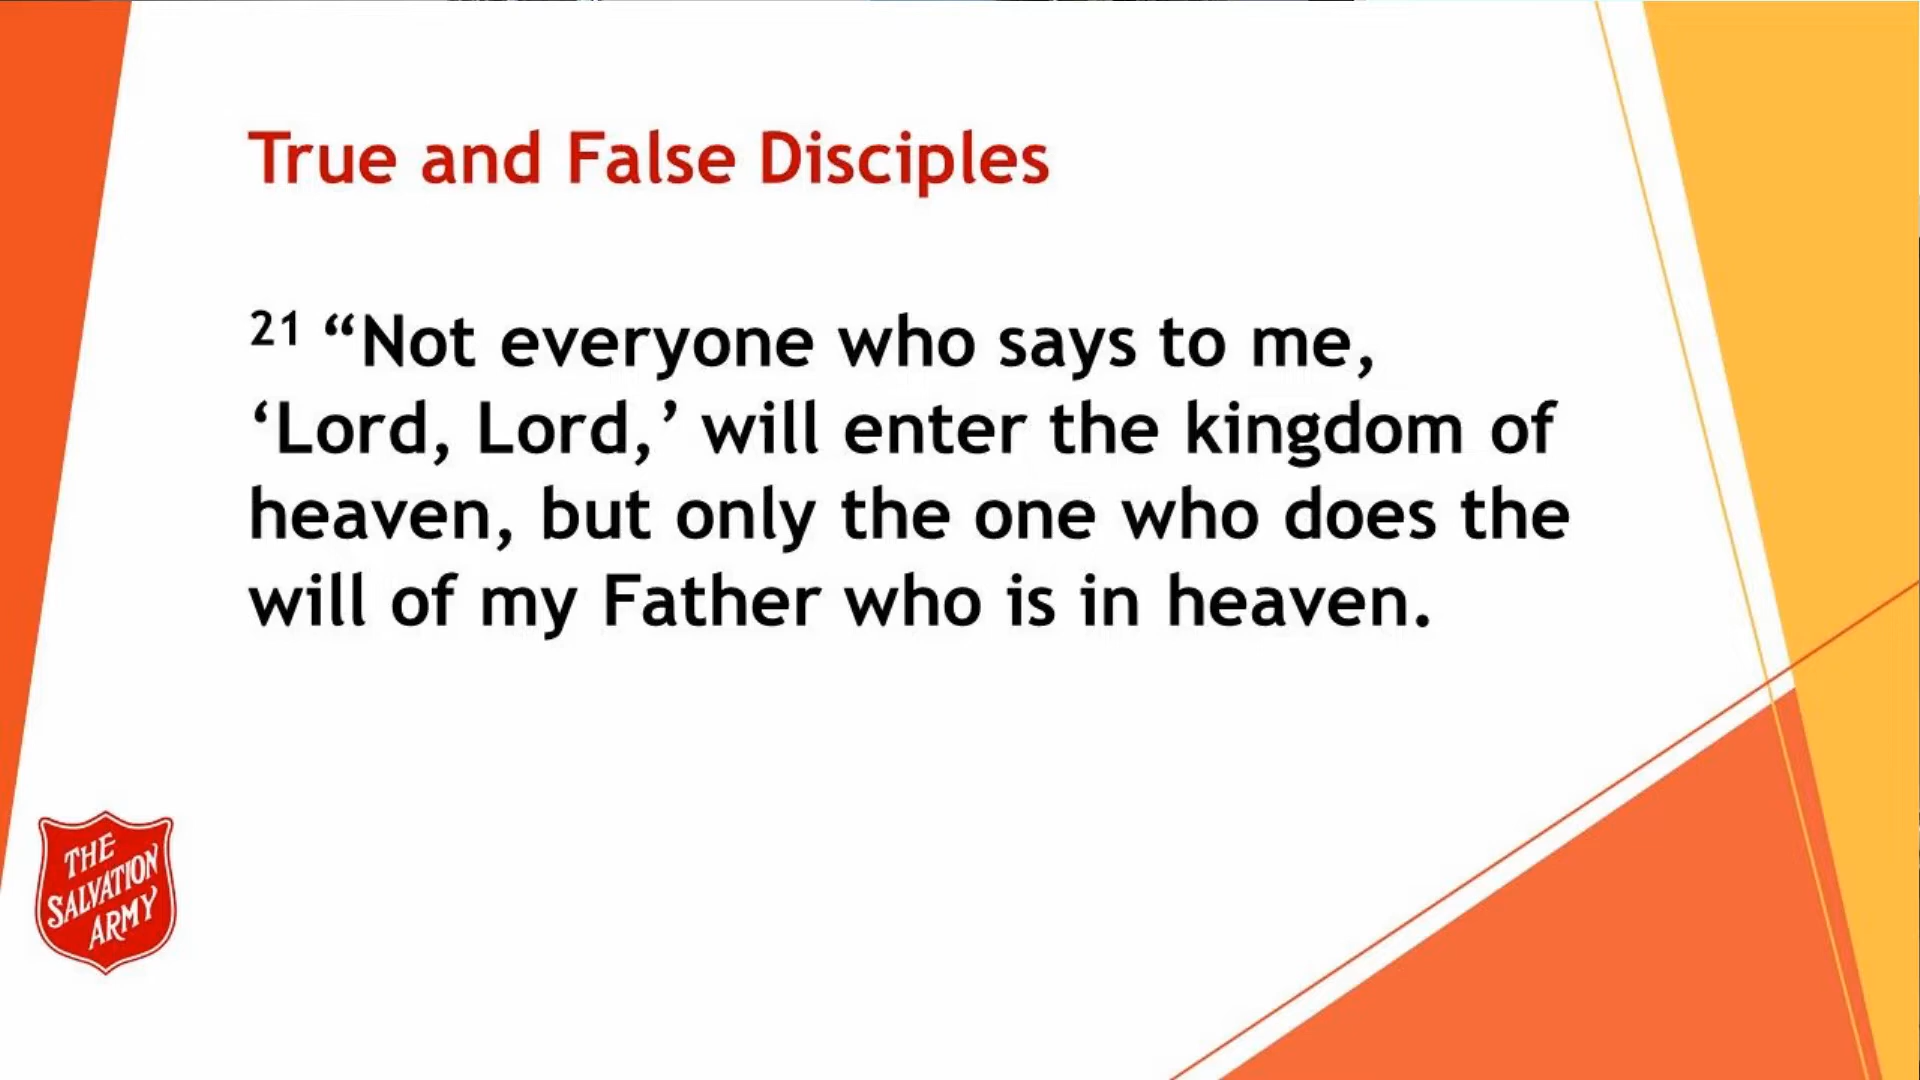 True and False Disciples
21 “Not everyone who says to me,
‘Lord, Lord,’ will enter the kingdom of
heaven, but only the one who does the
will of my Father who is in heaven.
THE
SALVATION
ARMY